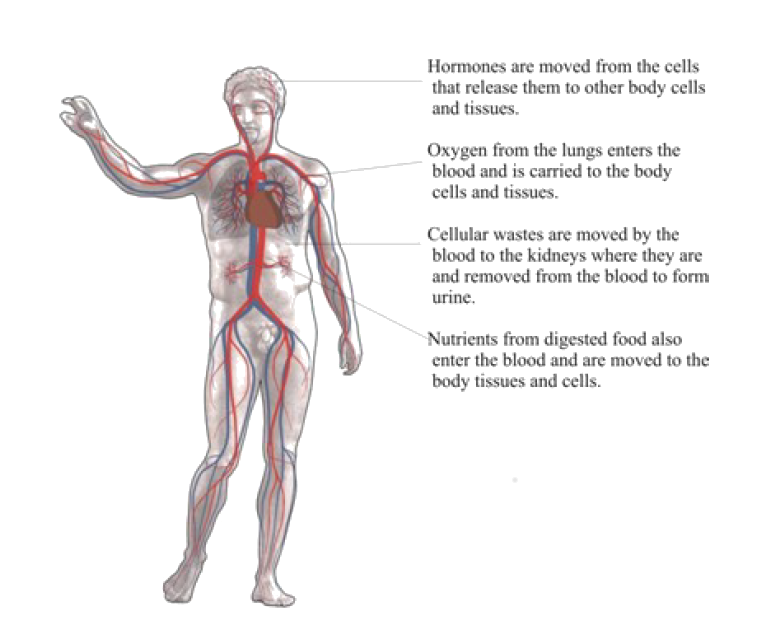 Hormones are moved from the cells
that release them to other body cells
and tissues.
Oxygen from the lungs enters the
blood and is carried to the body
cells and tissues.
Cellular wastes are moved by the
blood to the kidneys where they are
and removed from the blood to form
urine.
Nutrients from digested food also
enter the blood and are moved to the
body tissues and cells.